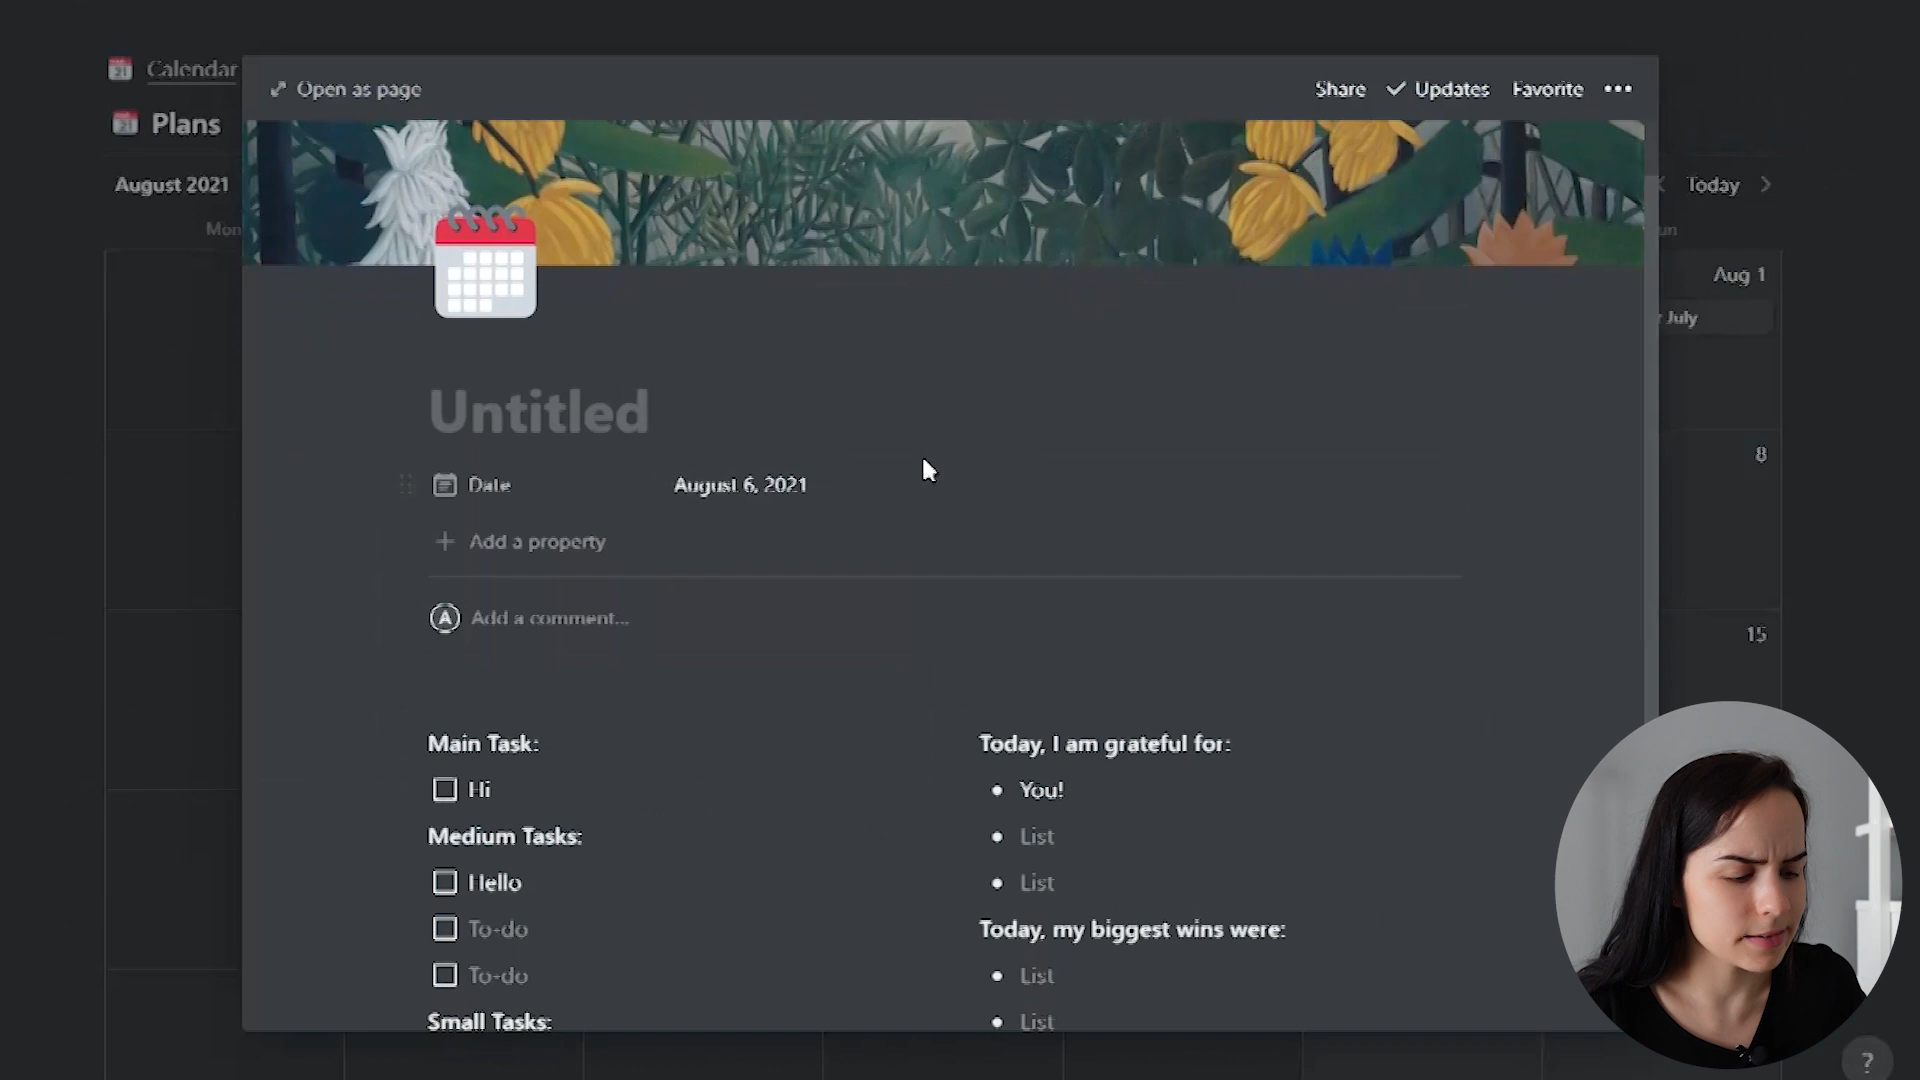 Calendar
Open as page
Share
Updates
Favorite
Plans
August 2021
Today
Mon
un
Aug 1
July
Untitled
8
Date
August 6, 2021
Add a property
A
Add a comment...
15
Main Task:
Today, I am grateful for:
Hi
You!
Medium Tasks:
List
Hello
List
To-do
Today, my biggest wins were:
To-do
List
Small Tasks:
List
?